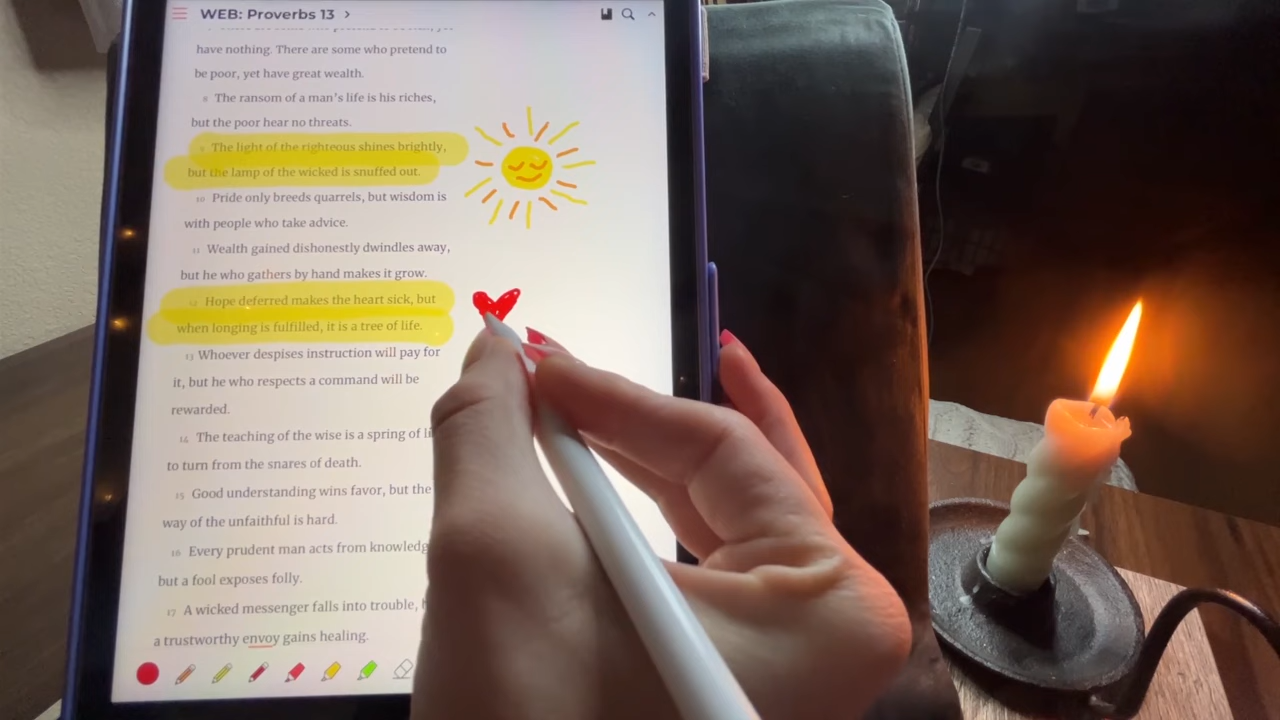 WEB: Proverbs 13 >
have nothing. There are some who pretend to
be poor, yet have great wealth.
8 The ransom of a man’s life is his riches,
but the poor hear no threats.
9 The light of the righteous shines brightly,
but the lamp of the wicked is snuffed out.
10 Pride only breeds quarrels, but wisdom is
with people who take advice.
11 Wealth gained dishonestly dwindles away,
but he who gathers by hand makes it grow.
12 Hope deferred makes the heart sick, but
when longing is fulfilled, it is a tree of life.
13 Whoever despises instruction will pay for
it, but he who respects a command will be
rewarded.
14 The teaching of the wise is a spring of
to turn from the snares of death.
15 Good understanding wins favor, but the
way of the unfaithful is hard.
16 Every prudent man acts from
but a fool exposes folly.
17 A wicked messenger falls into trouble,
a trustworthy envoy gains healing.